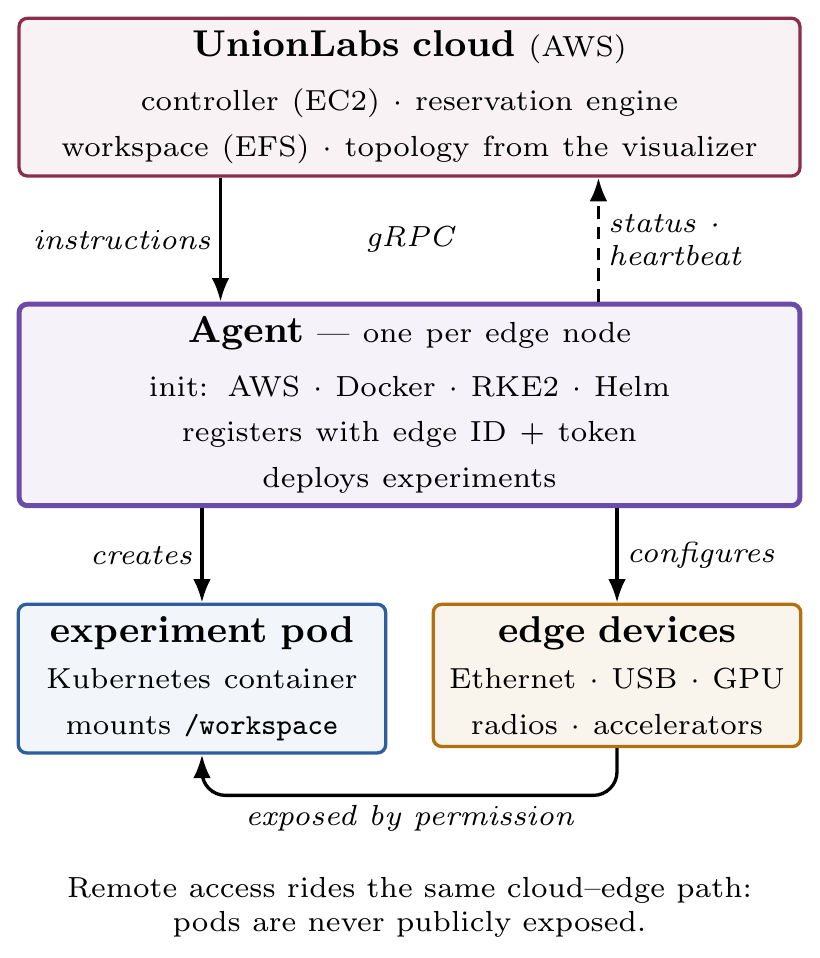 UnionLabs cloud (AWS)
controller (EC2) · reservation engine
workspace (EFS) · topology from the visualizer
instructions
gRPC
status ·
heartbeat
Agent — one per edge node
init: AWS · Docker · RKE2 · Helm
registers with edge ID + token
deploys experiments
creates
configures
experiment pod
Kubernetes container
mounts /workspace
edge devices
Ethernet · USB · GPU
radios · accelerators
exposed by permission
Remote access rides the same cloud–edge path:
pods are never publicly exposed.